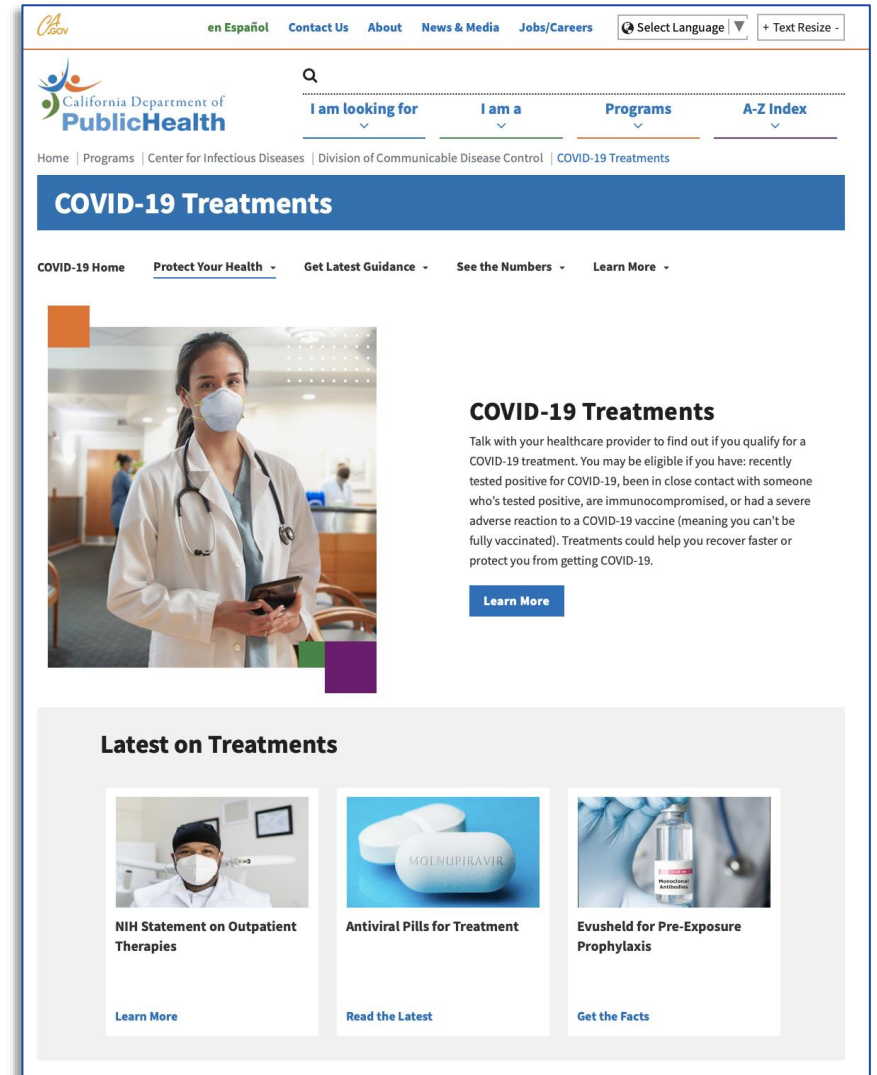 CA.GOV
en Español Contact Us About News & Media Jobs/Careers Select Language ▼ + Text Resize -
California Department of
PublicHealth
I am looking for I am a Programs A-Z Index
Home | Programs | Center for Infectious Diseases | Division of Communicable Disease Control | COVID-19 Treatments
COVID-19 Treatments
COVID-19 Home Protect Your Health Get Latest Guidance See the Numbers Learn More
COVID-19 Treatments
Talk with your healthcare provider to find out if you qualify for a
COVID-19 treatment. You may be eligible if you have: recently
tested positive for COVID-19, been in close contact with someone
who's tested positive, are immunocompromised, or had a severe
adverse reaction to a COVID-19 vaccine (meaning you can't be
fully vaccinated). Treatments could help you recover faster or
protect you from getting COVID-19.
Learn More
Latest on Treatments
MOLNUPIRAVIR
Monoclonal
Antibodies
NIH Statement on Outpatient
Therapies
Antiviral Pills for Treatment
Evusheld for Pre-Exposure
Prophylaxis
Learn More
Read the Latest
Get the Facts